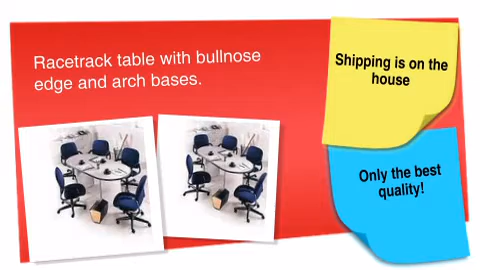 Racetrack table with bullnose
edge and arch bases.
Shipping is on the
house
Only the best
quality!